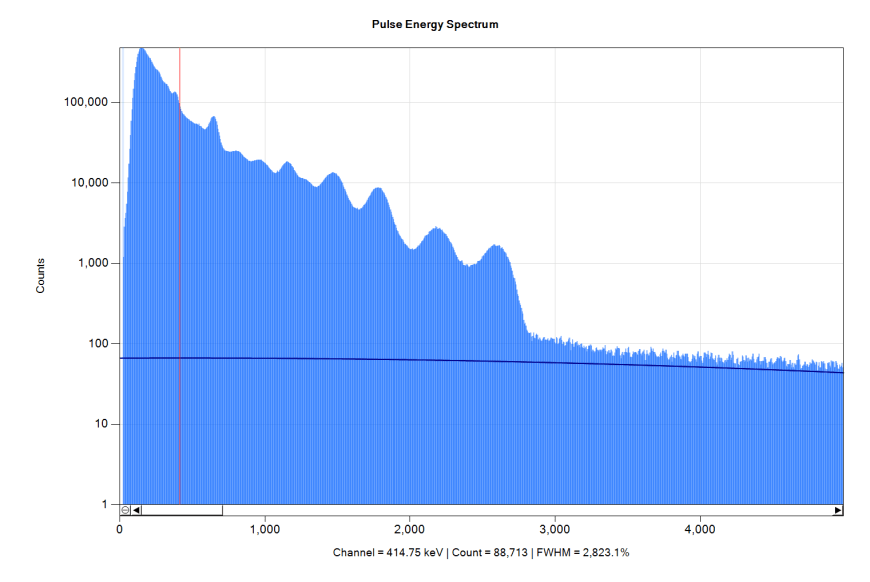 Pulse Energy Spectrum
100,000
10,000
1,000
100
10
1
Counts
0 1,000 2,000 3,000 4,000
Channel = 414.75 keV | Count = 88,713 | FWHM = 2,823.1%